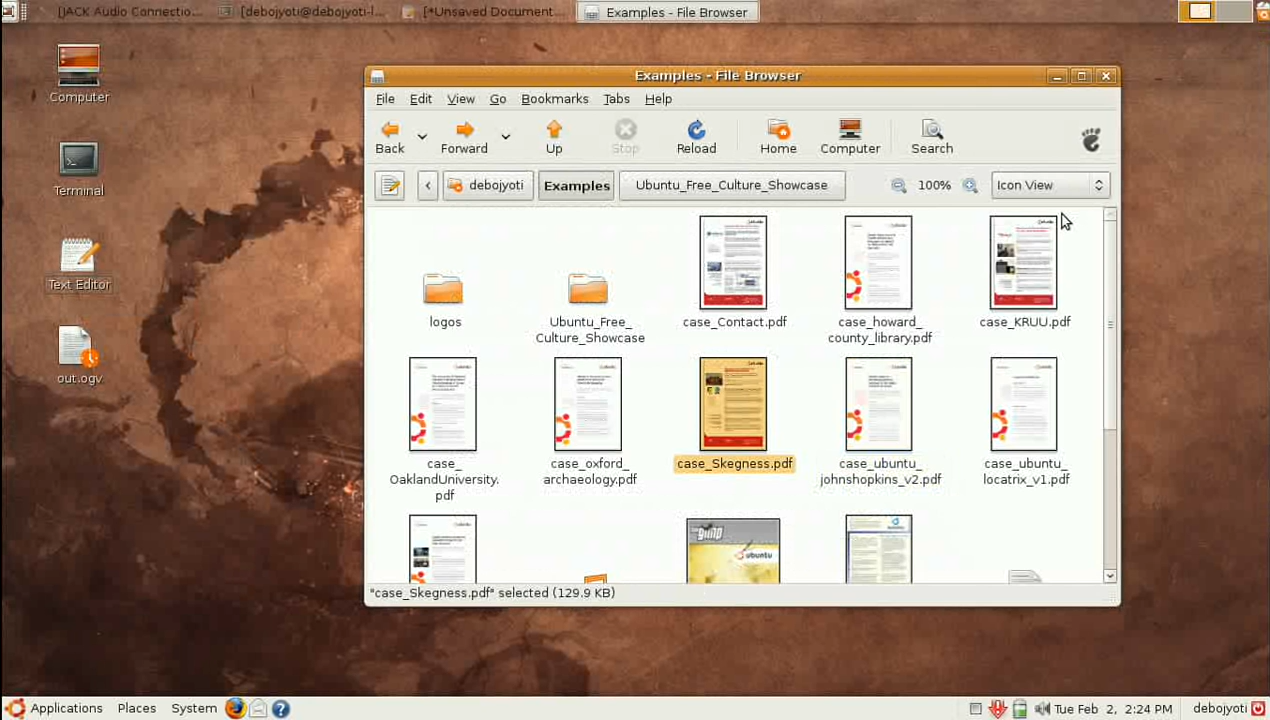 []JACK Audio Connectio...
[debojyoti@debojyoti-l...
[*Unsaved Document...
Examples - File Browser
Computer
Terminal
Text Editor
out.ogv
Examples - File Browser
File Edit View Go Bookmarks Tabs Help
Back Forward Up Stop Reload Home Computer Search
debojyoti Examples Ubuntu_Free_Culture_Showcase 100% Icon View
logos
Ubuntu_Free_
Culture_Showcase
case_Contact.pdf
case_howard_
county_library.pdf
case_KRUU.pdf
case_
OaklandUniversity.
pdf
case_oxford_
archaeology.pdf
case_Skegness.pdf
case_ubuntu_
johnshopkins_v2.pdf
case_ubuntu_
locatrix_v1.pdf
gimp
ubuntu
"case_Skegness.pdf" selected (129.9 KB)
Applications Places System Tue Feb 2, 2:24 PM debojyoti